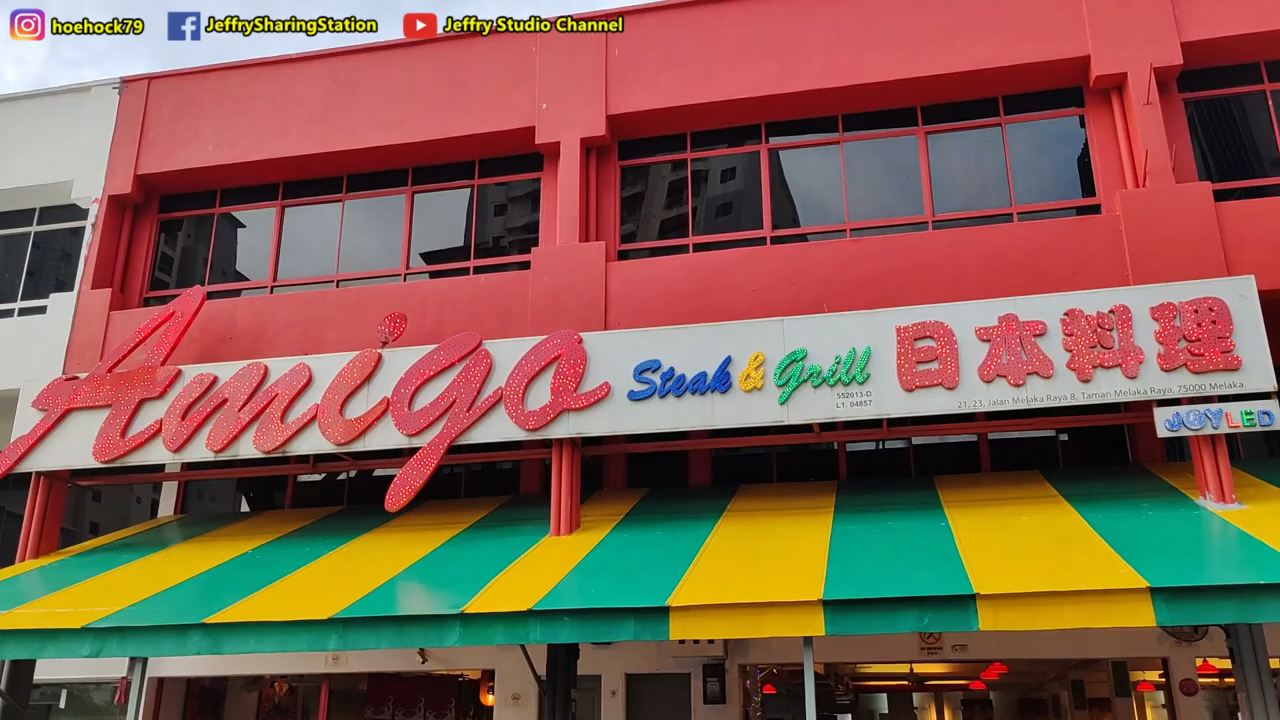 hoehock79 JeffrySharingStation Jeffry Studio Channel
Amigo Steak & Grill 日本料理
552013-D
L1. 04857
21, 23, Jalan Melaka Raya 8, Taman Melaka Raya, 75000 Melaka.
JOYLED